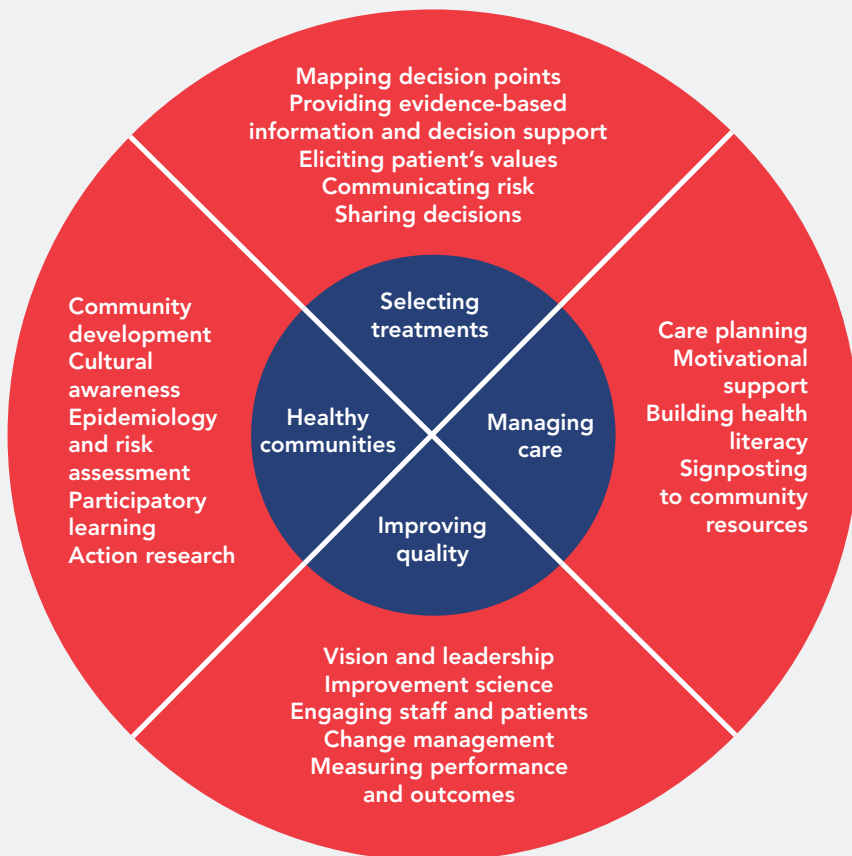 Mapping decision points
Providing evidence-based
information and decision support
Eliciting patient’s values
Communicating risk
Sharing decisions
Selecting
treatments
Community
development
Cultural
awareness
Epidemiology
and risk
assessment
Participatory
learning
Action research
Healthy
communities
Managing
care
Care planning
Motivational
support
Building health
literacy
Signposting
to community
resources
Improving
quality
Vision and leadership
Improvement science
Engaging staff and patients
Change management
Measuring performance
and outcomes